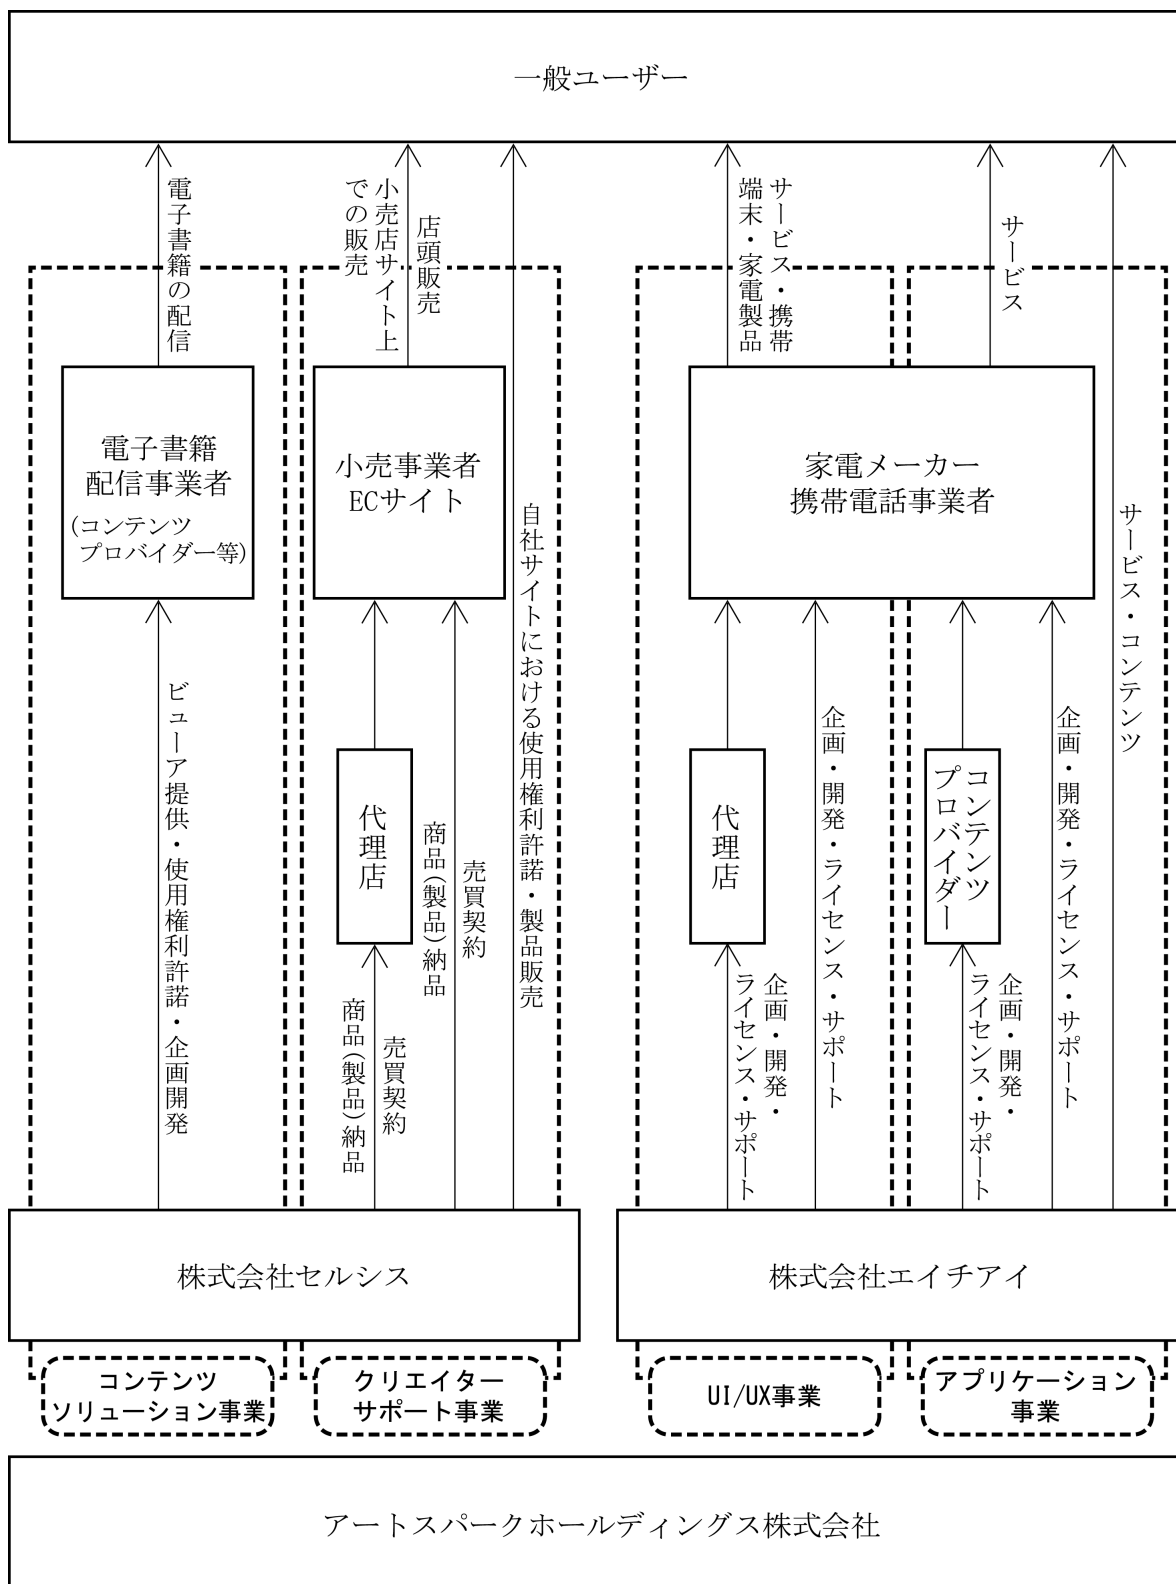 一般ユーザー
電子書籍の配信
小売店サイト上
での販売
店頭販売
サービス・携帯
端末・家電製品
サービス
電子書籍
配信事業者
(コンテンツ
プロバイダー等)
小売事業者
ECサイト
自社サイトにおける使用権利許諾・製品販売
家電メーカー
携帯電話事業者
サービス・コンテンツ
ビューア提供・使用権利許諾・企画開発
代理店
売買契約
商品(製品)納品
売買契約
商品(製品)納品
代理店
企画・開発・ライセンス・サポート
企画・開発・
ライセンス・サポート
コンテンツ
プロバイダー
企画・開発・ライセンス・サポート
企画・開発・
ライセンス・サポート
株式会社セルシス
株式会社エイチアイ
コンテンツ
ソリューション事業
クリエイター
サポート事業
UI/UX事業
アプリケーション
事業
アートスパークホールディングス株式会社